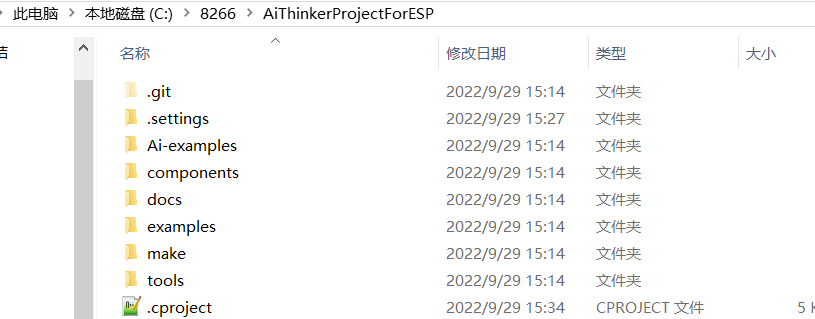 此电脑 > 本地磁盘 (C:) > 8266 > AiThinkerProjectForESP
名称 修改日期 类型 大小
.git 2022/9/29 15:14 文件夹
.settings 2022/9/29 15:27 文件夹
Ai-examples 2022/9/29 15:14 文件夹
components 2022/9/29 15:14 文件夹
docs 2022/9/29 15:14 文件夹
examples 2022/9/29 15:14 文件夹
make 2022/9/29 15:14 文件夹
tools 2022/9/29 15:14 文件夹
.cproject 2022/9/29 15:34 CPROJECT 文件 5